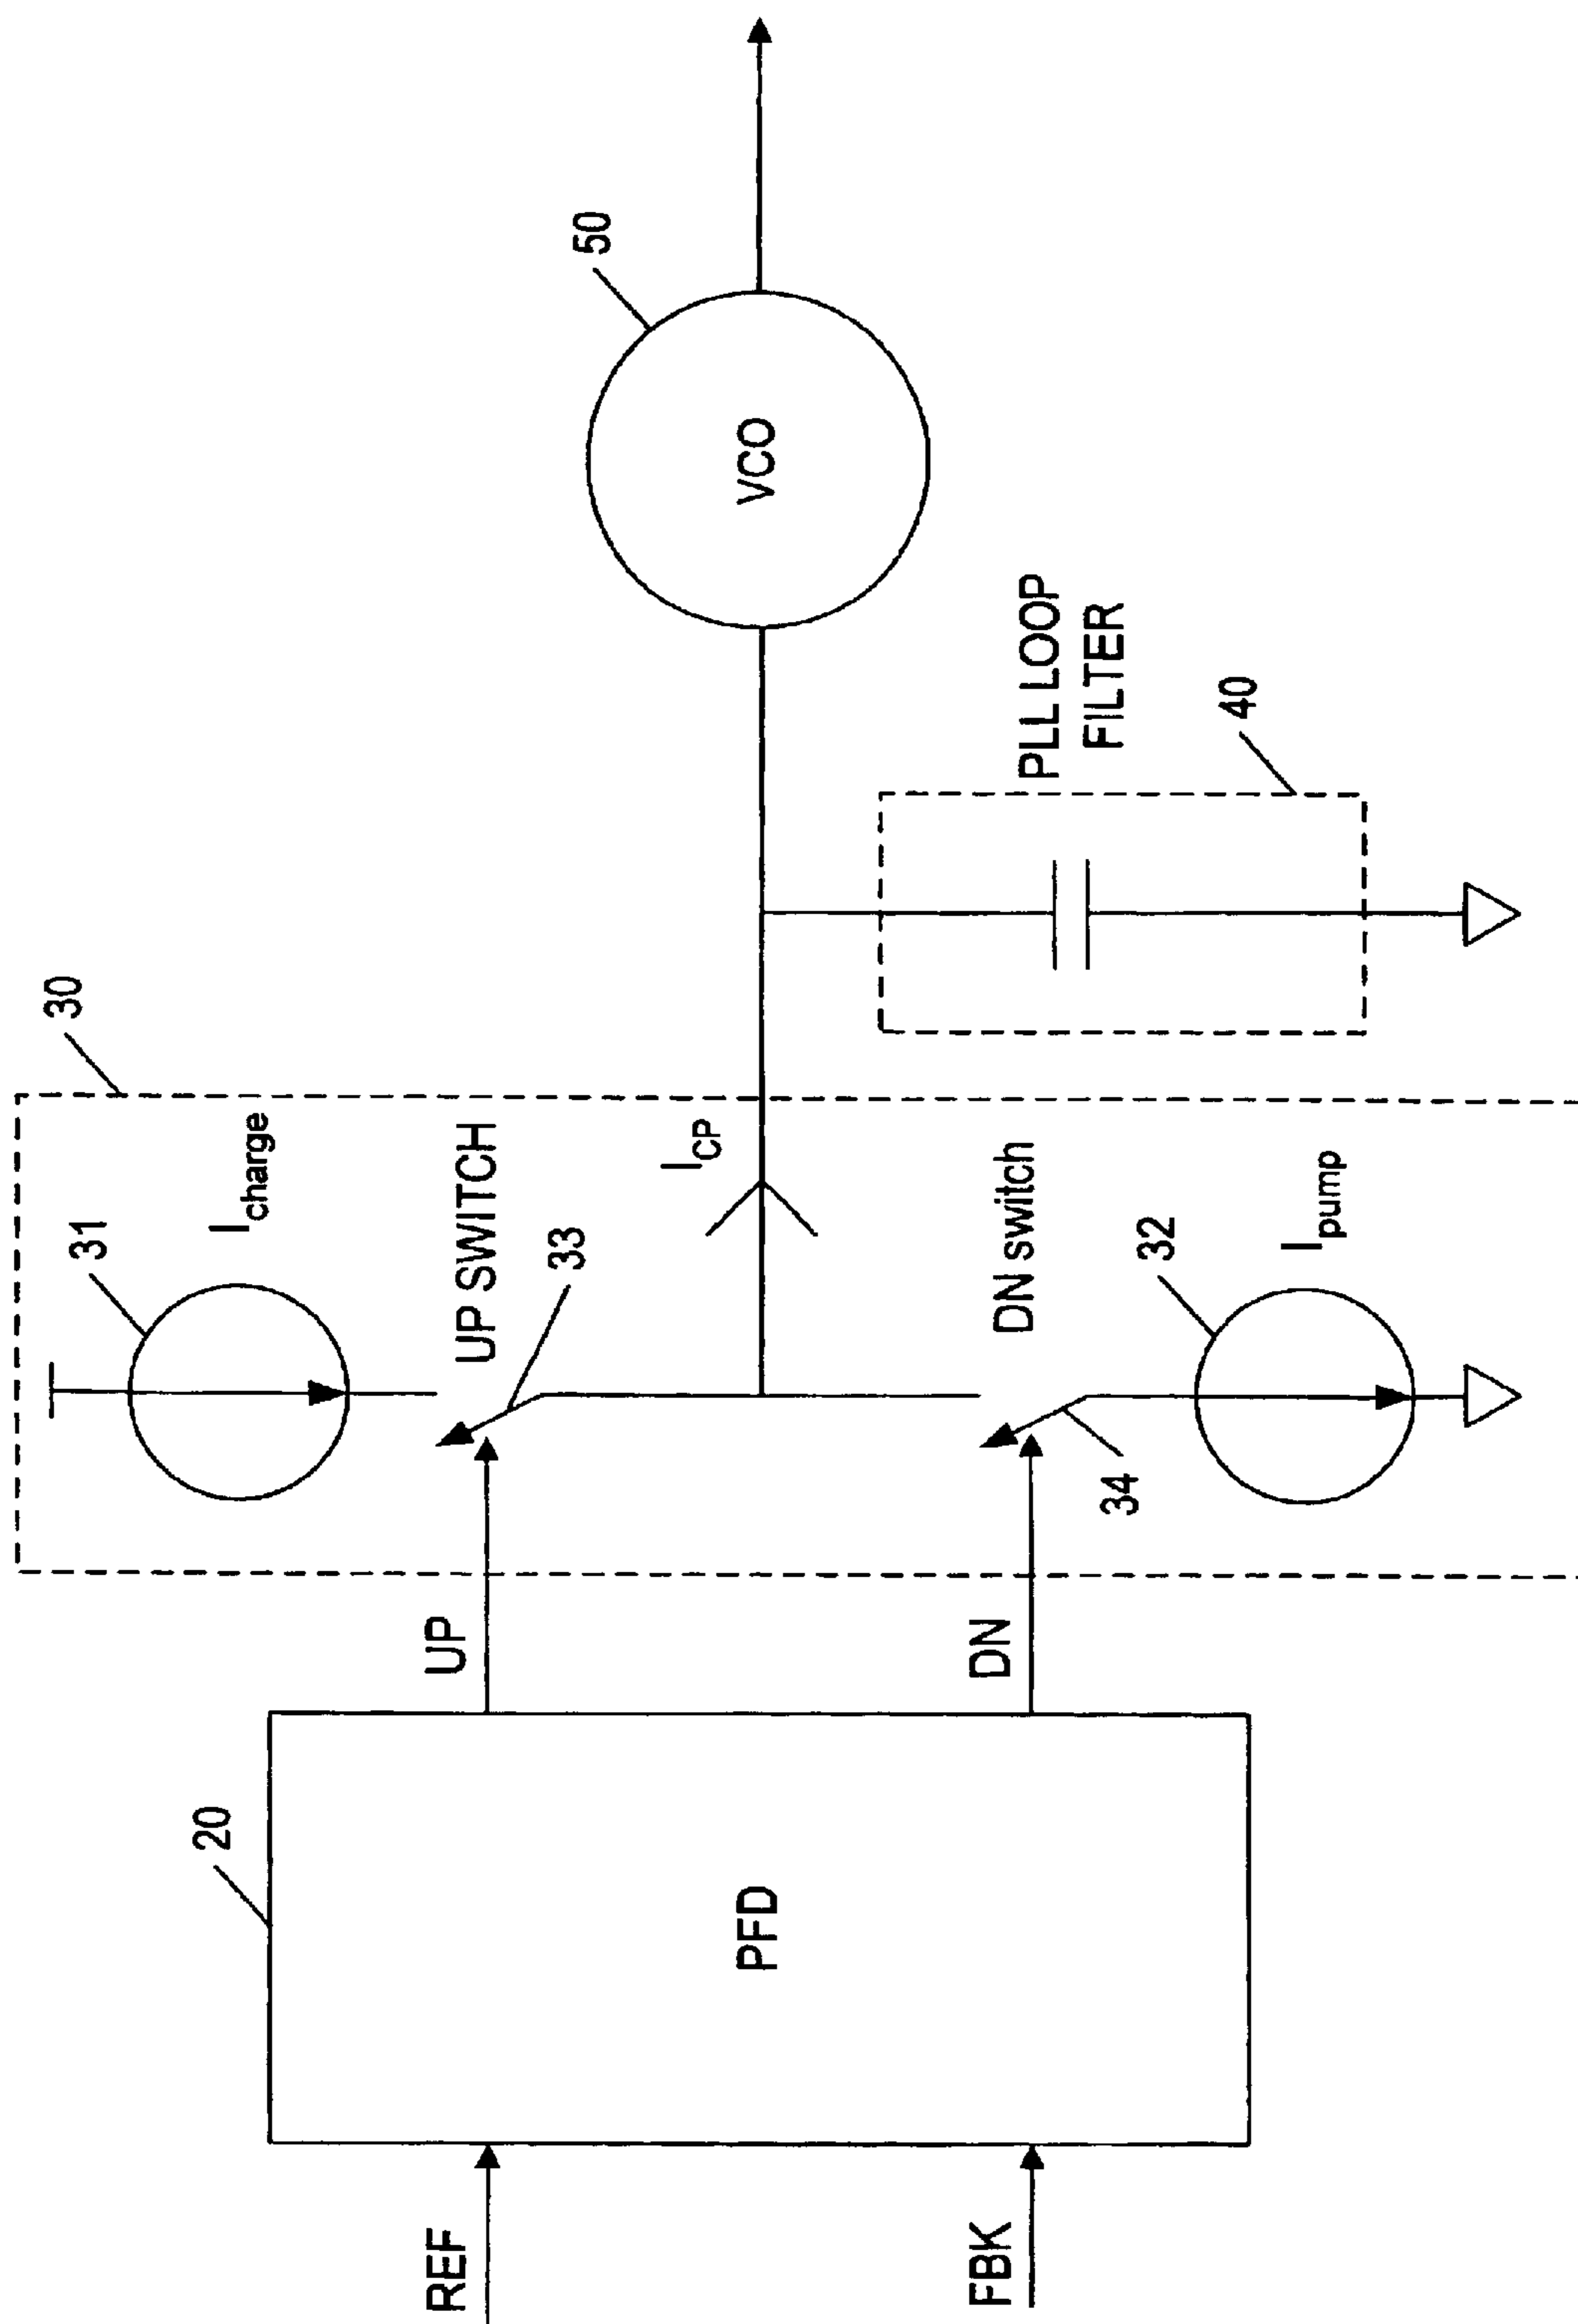 REF
FBK
20
PFD
UP
DN
30
31
I charge
UP SWITCH
33
I CP
DN switch
34
32
I pump
PLL LOOP
FILTER
40
50
VCO